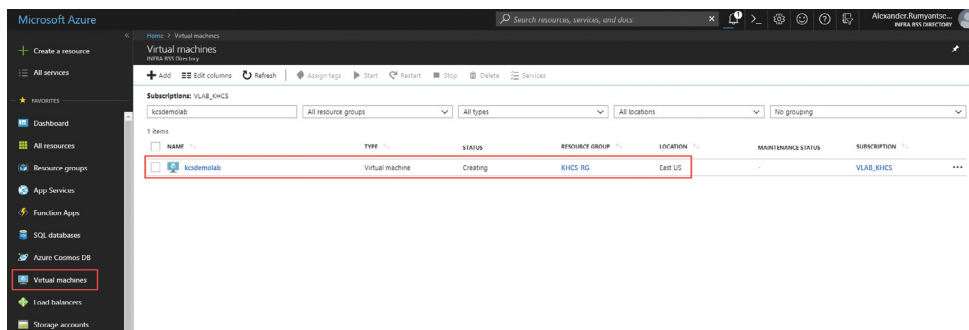 Microsoft Azure
Search resources, services, and docs
Alexander.Rumyantse...
INFRA BSS DIRECTORY
Create a resource
All services
FAVORITES
Dashboard
All resources
Resource groups
App Services
Function Apps
SQL databases
Azure Cosmos DB
Virtual machines
Load balancers
Storage accounts
Home > Virtual machines
Virtual machines
INFRA BSS Directory
Add Edit columns Refresh Assign tags Start Restart Stop Delete Services
Subscriptions: VLAB_KHCS
kcsdemolab All resource groups All types All locations No grouping
1 items
NAME TYPE STATUS RESOURCE GROUP LOCATION MAINTENANCE STATUS SUBSCRIPTION
kcsdemolab Virtual machine Creating KHCS-RG East US - VLAB_KHCS